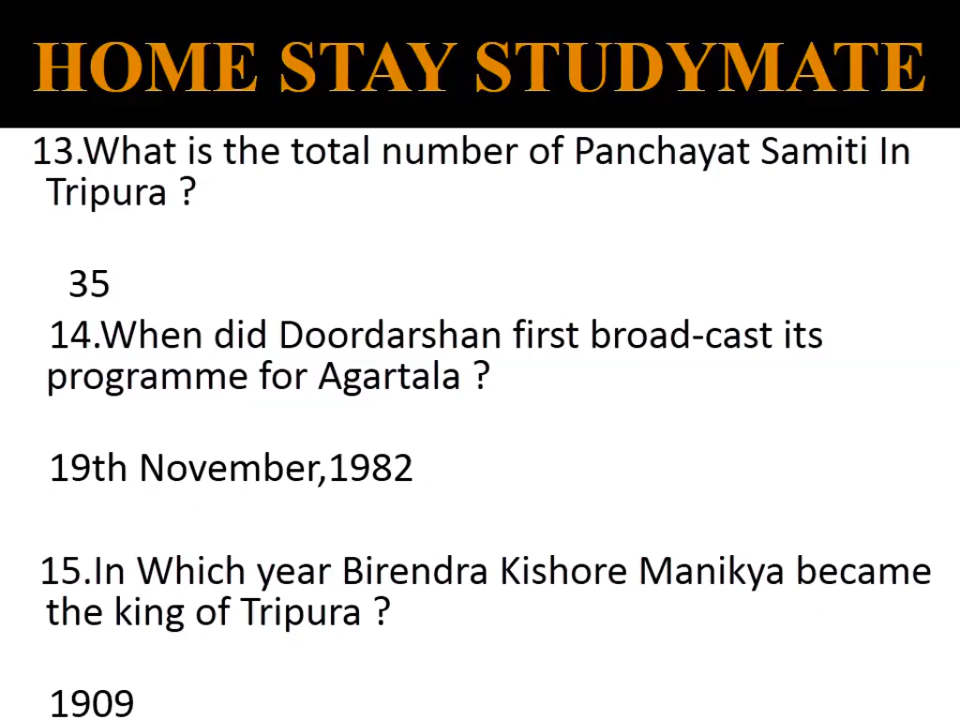 HOME STAY STUDYMATE
13.What is the total number of Panchayat Samiti In
Tripura ?
35
14.When did Doordarshan first broad-cast its
programme for Agartala ?
19th November,1982
15.In Which year Birendra Kishore Manikya became
the king of Tripura ?
1909